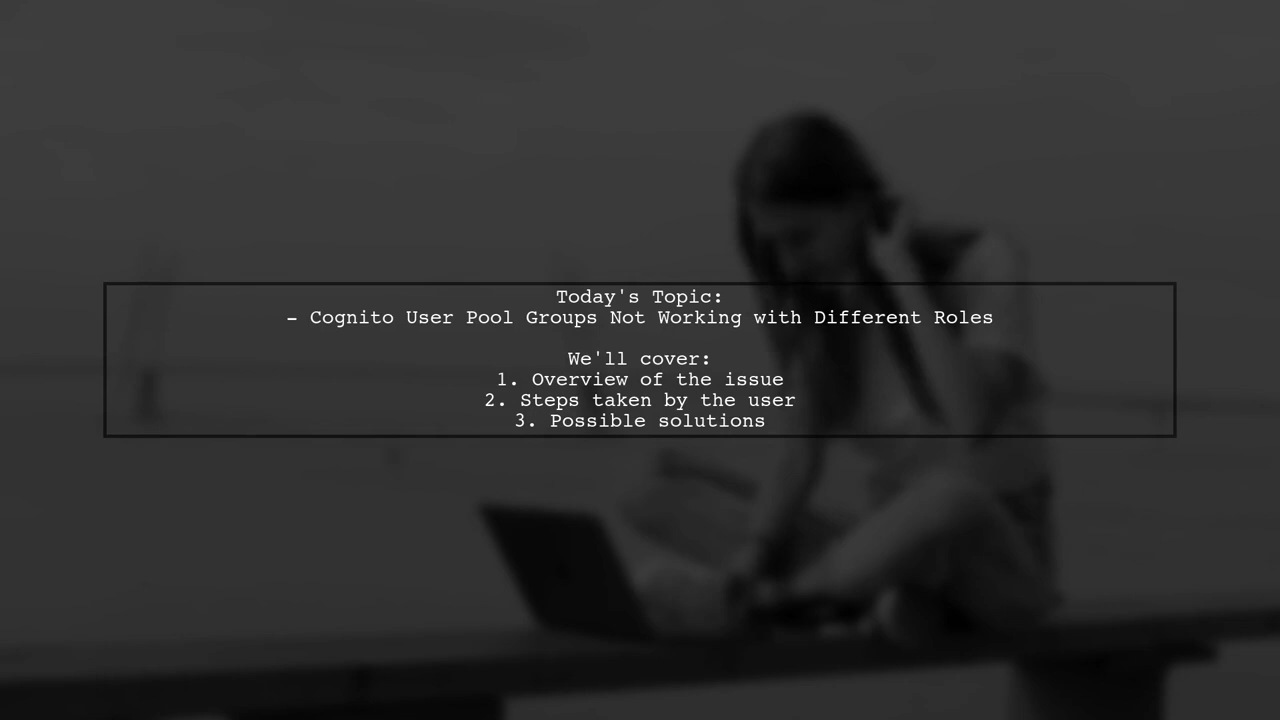 Today's Topic:
– Cognito User Pool Groups Not Working with Different Roles
We'll cover:
1. Overview of the issue
2. Steps taken by the user
3. Possible solutions